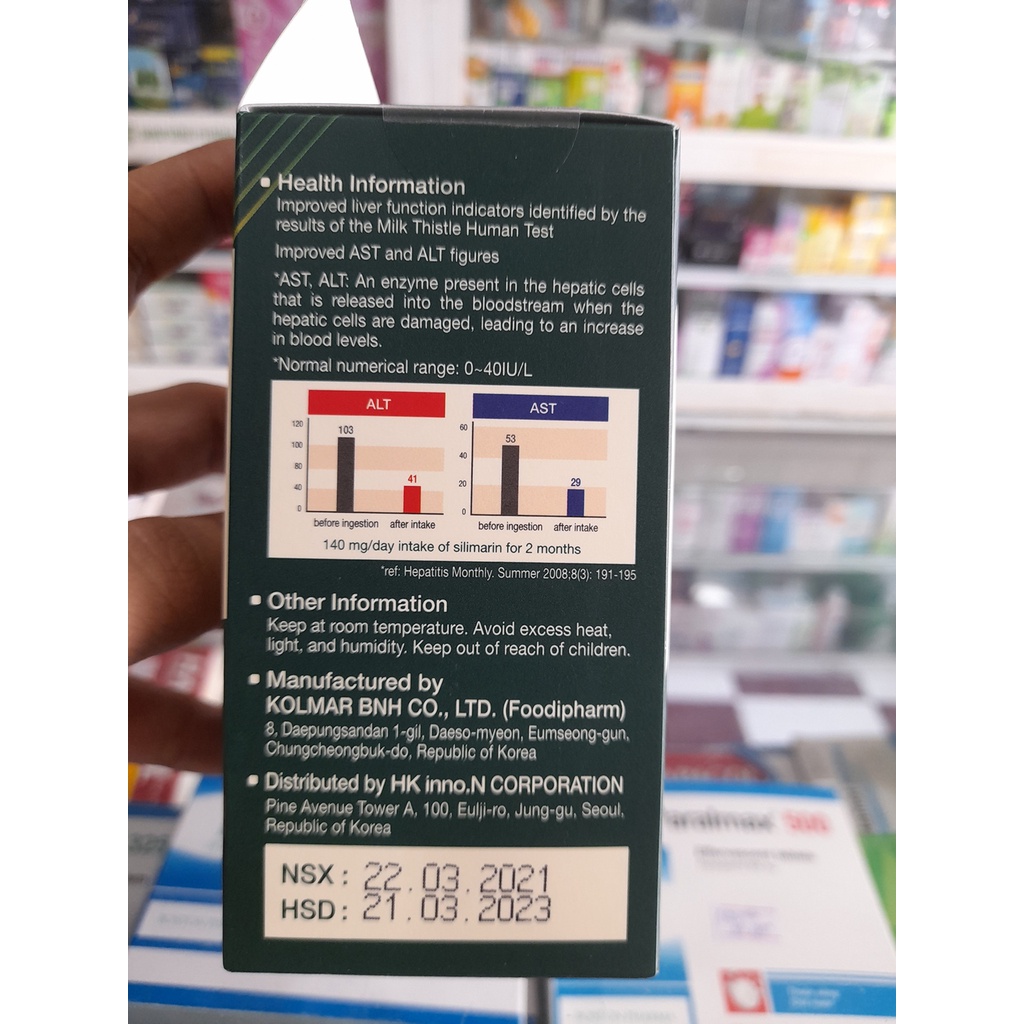 Health Information
Improved liver function indicators identified by the
results of the Milk Thistle Human Test
Improved AST and ALT figures
*AST, ALT: An enzyme present in the hepatic cells
that is released into the bloodstream when the
hepatic cells are damaged, leading to an increase
in blood levels.
*Normal numerical range: 0~40IU/L
ALT
120
100
80
40
0
103
41
before ingestion after intake
AST
60
40
20
0
53
29
before ingestion after intake
140 mg/day intake of silimarin for 2 months
*ref: Hepatitis Monthly. Summer 2008;8(3): 191-195
Other Information
Keep at room temperature. Avoid excess heat,
light, and humidity. Keep out of reach of children.
Manufactured by
KOLMAR BNH CO., LTD. (Foodipharm)
8, Daepungsandan 1-gil, Daeso-myeon, Eumseong-gun,
Chungcheongbuk-do, Republic of Korea
Distributed by HK inno.N CORPORATION
Pine Avenue Tower A, 100, Eulji-ro, Jung-gu, Seoul,
Republic of Korea
NSX : 22.03.2021
HSD : 21.03.2023
500